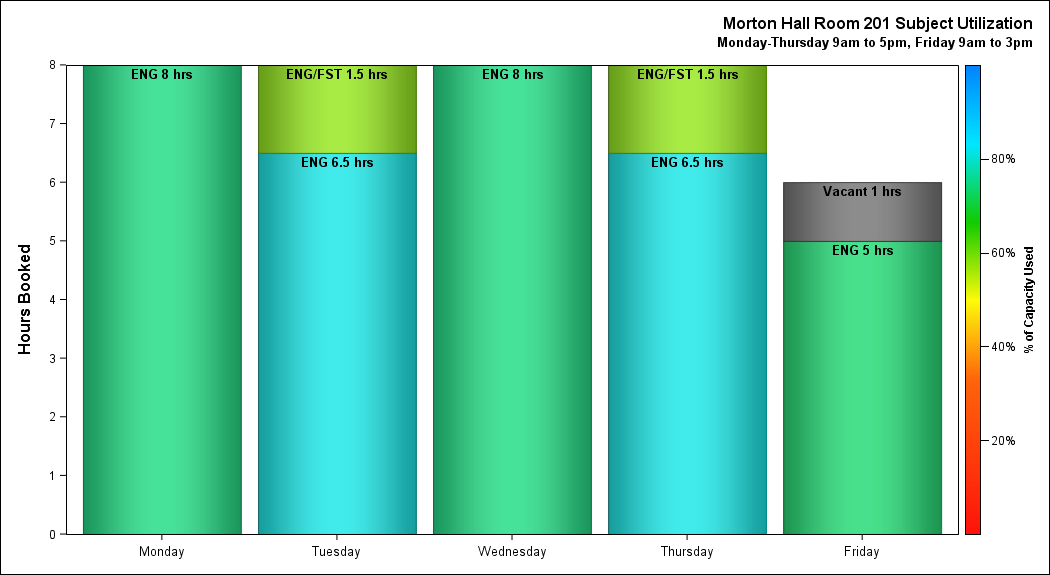 Morton Hall Room 201 Subject Utilization
Monday-Thursday 9am to 5pm, Friday 9am to 3pm
Hours Booked
8
7
6
5
4
3
2
1
0
ENG 8 hrs
ENG/FST 1.5 hrs
ENG 6.5 hrs
ENG 8 hrs
ENG/FST 1.5 hrs
ENG 6.5 hrs
Vacant 1 hrs
ENG 5 hrs
Monday
Tuesday
Wednesday
Thursday
Friday
80%
60%
40%
20%
% of Capacity Used